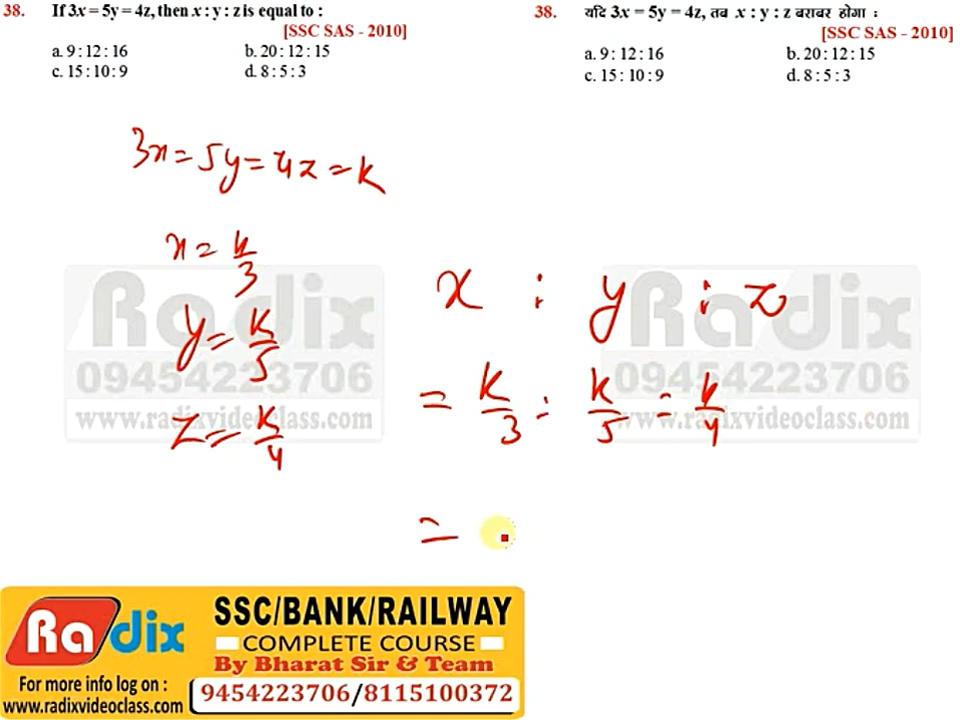 38. If 3x = 5y = 4z, then x : y : z is equal to :
[SSC SAS - 2010]
a. 9 : 12 : 16 b. 20 : 12 : 15
c. 15 : 10 : 9 d. 8 : 5 : 3
38. यदि 3x = 5y = 4z, तब x : y : z बराबर होगा :
[SSC SAS - 2010]
a. 9 : 12 : 16 b. 20 : 12 : 15
c. 15 : 10 : 9 d. 8 : 5 : 3
3x = 5y = 4z = k
x = k/3
y = k/5
z = k/4
x : y : z
= k/3 : k/5 : k/4
=
Radix
09454223706
www.radixvideoclass.com
Radix
09454223706
www.radixvideoclass.com
Radix
For more info log on :
www.radixvideoclass.com
SSC/BANK/RAILWAY
COMPLETE COURSE
By Bharat Sir & Team
9454223706/8115100372